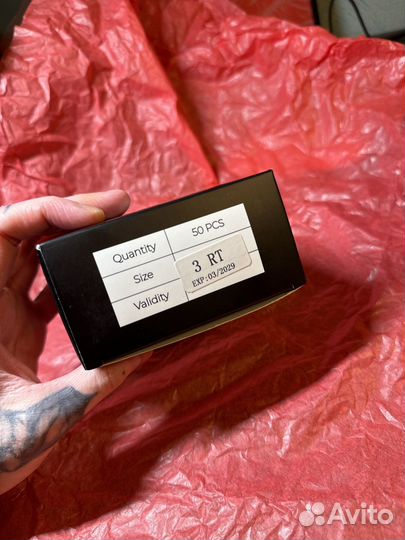 Quantity 50 PCS
Size 3 RT
Validity EXP:03/2029
Avito